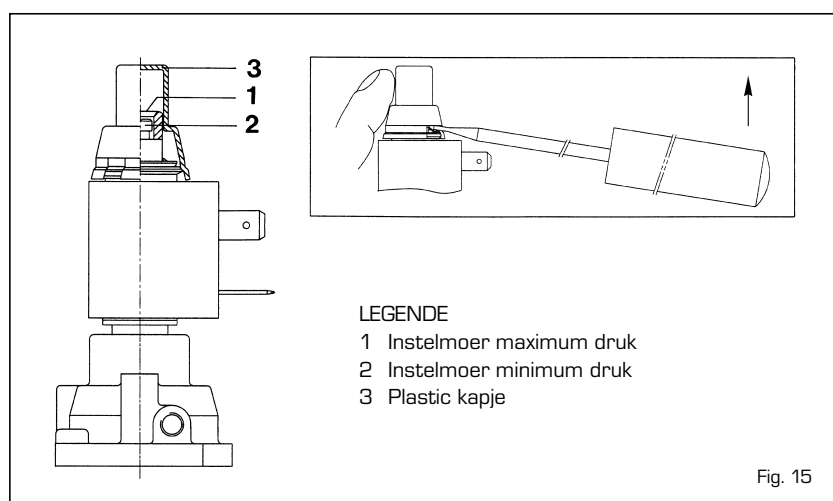 3
1
2
LEGENDE
1 Instelmoer maximum druk
2 Instelmoer minimum druk
3 Plastic kapje
Fig. 15